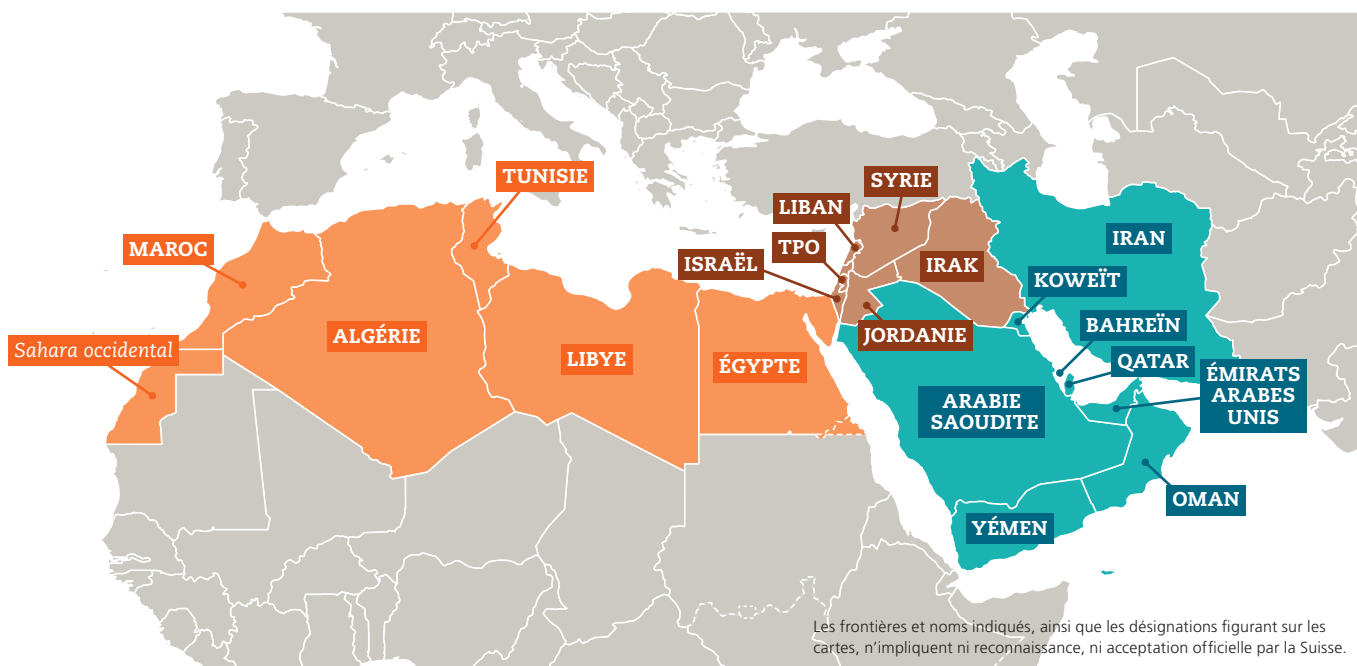 TUNISIE
SYRIE
LIBAN
MAROC
TPO
IRAN
ISRAËL
IRAK
KOWEÏT
BAHREÏN
ALGÉRIE
JORDANIE
Sahara occidental
LIBYE
ÉGYPTE
QATAR
ÉMIRATS
ARABES
UNIS
ARABIE
SAOUDITE
OMAN
YÉMEN
Les frontières et noms indiqués, ainsi que les désignations figurant sur les
cartes, n'impliquent ni reconnaissance, ni acceptation officielle par la Suisse.